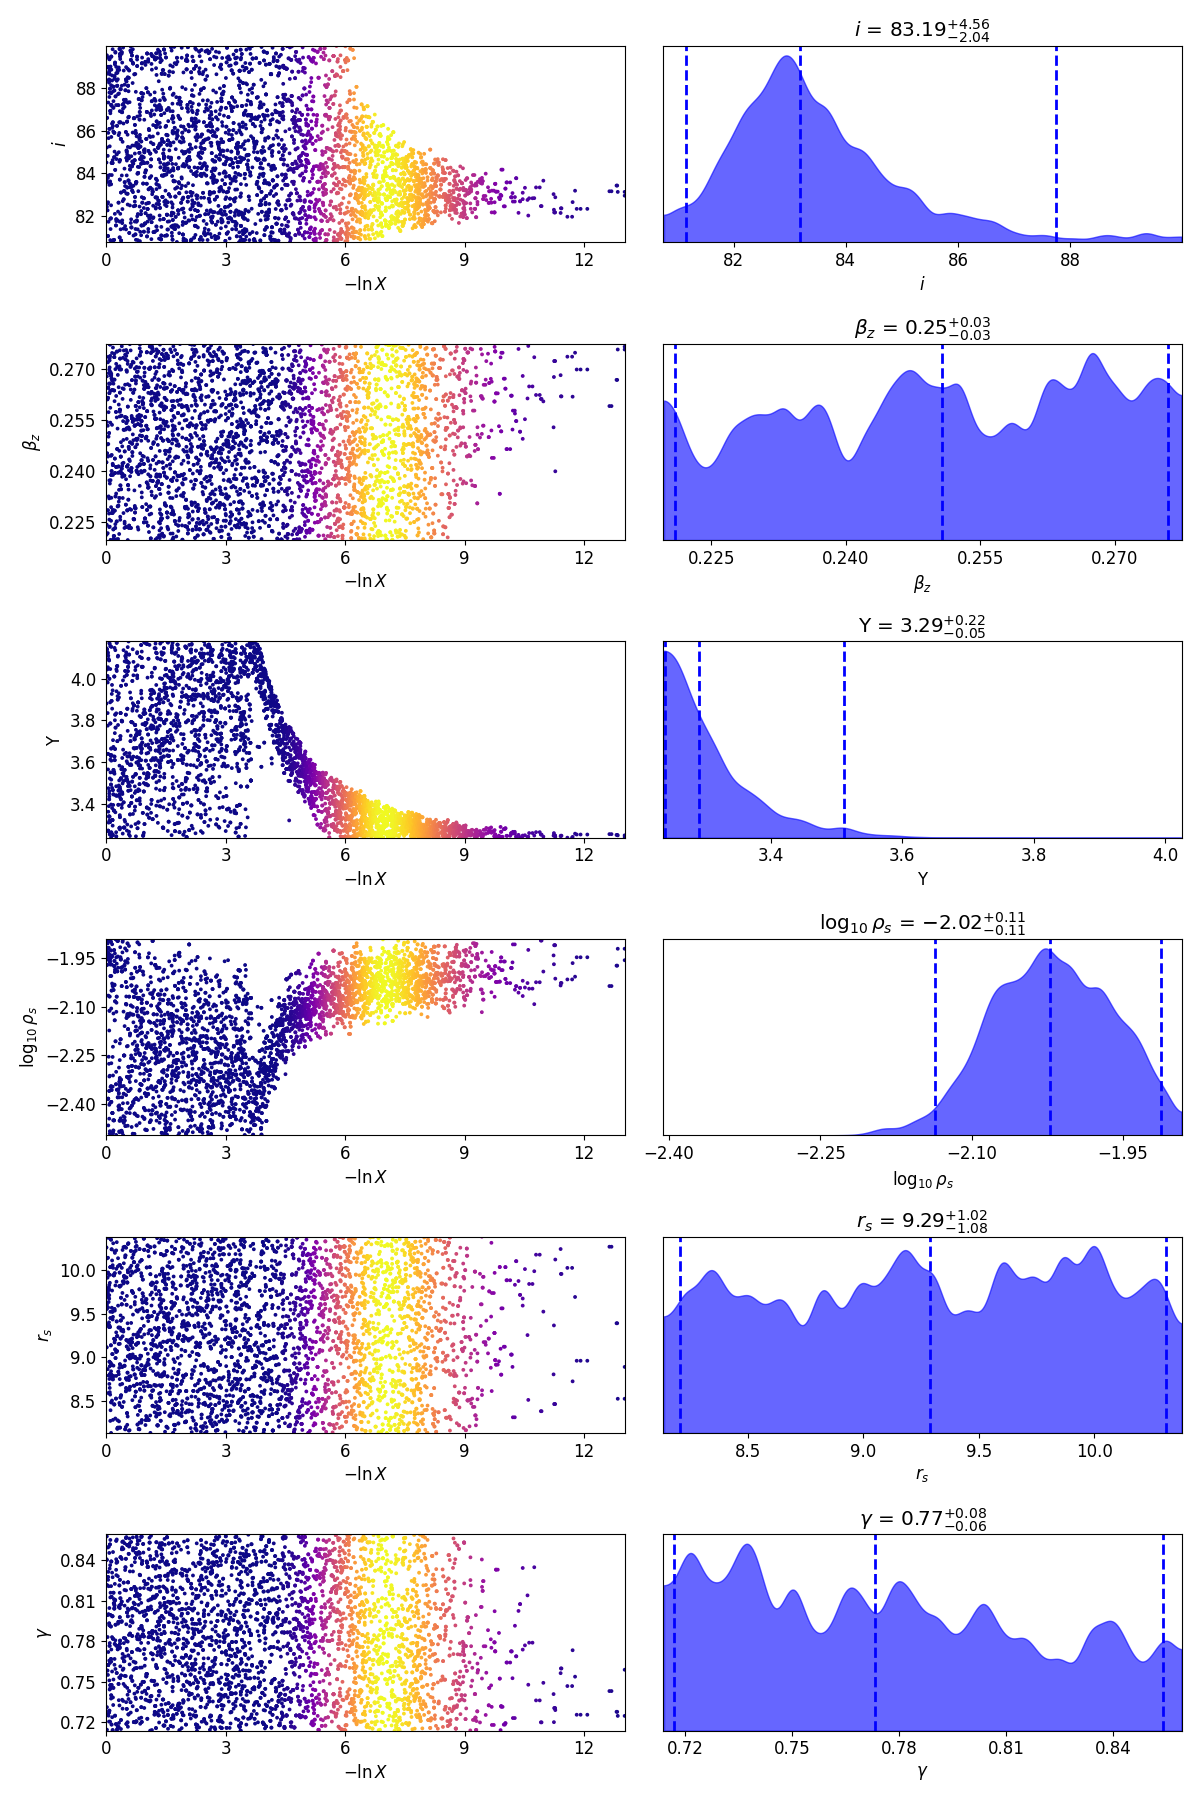 i = 83.19 +4.56 −2.04
88
86
84
82
i
0 3 6 9 12
−ln X
82 84 86 88
i
β_z = 0.25 +0.03 −0.03
0.270
0.255
0.240
0.225
β_z
0 3 6 9 12
−ln X
0.225 0.240 0.255 0.270
β_z
Y = 3.29 +0.22 −0.05
4.0
3.8
3.6
3.4
Y
0 3 6 9 12
−ln X
3.4 3.6 3.8 4.0
Y
log₁₀ ρ_s = −2.02 +0.11 −0.11
−1.95
−2.10
−2.25
−2.40
log₁₀ ρ_s
0 3 6 9 12
−ln X
−2.40 −2.25 −2.10 −1.95
log₁₀ ρ_s
r_s = 9.29 +1.02 −1.08
10.0
9.5
9.0
8.5
r_s
0 3 6 9 12
−ln X
8.5 9.0 9.5 10.0
r_s
γ = 0.77 +0.08 −0.06
0.84
0.81
0.78
0.75
0.72
γ
0 3 6 9 12
−ln X
0.72 0.75 0.78 0.81 0.84
γ